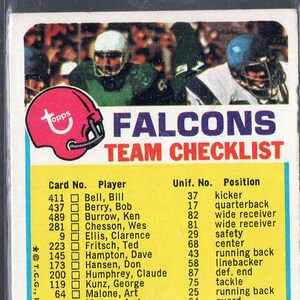 topps
FALCONS
TEAM CHECKLIST
Card No. Player Unif. No. Position
411 □ Bell, Bill 37 kicker
437 □ Berry, Bob 17 quarterback
489 □ Burrow, Ken 82 wide receiver
281 □ Chesson, Wes 81 wide receiver
9 □ Ellis, Clarence 29 safety
223 □ Fritsch, Ted 68 center
145 □ Hampton, Dave 43 running back
173 □ Hansen, Don 58 linebacker
200 □ Humphrey, Claude 87 def. end
119 □ Kunz, George 75 tackle
64 □ Malone, Art 25 running back